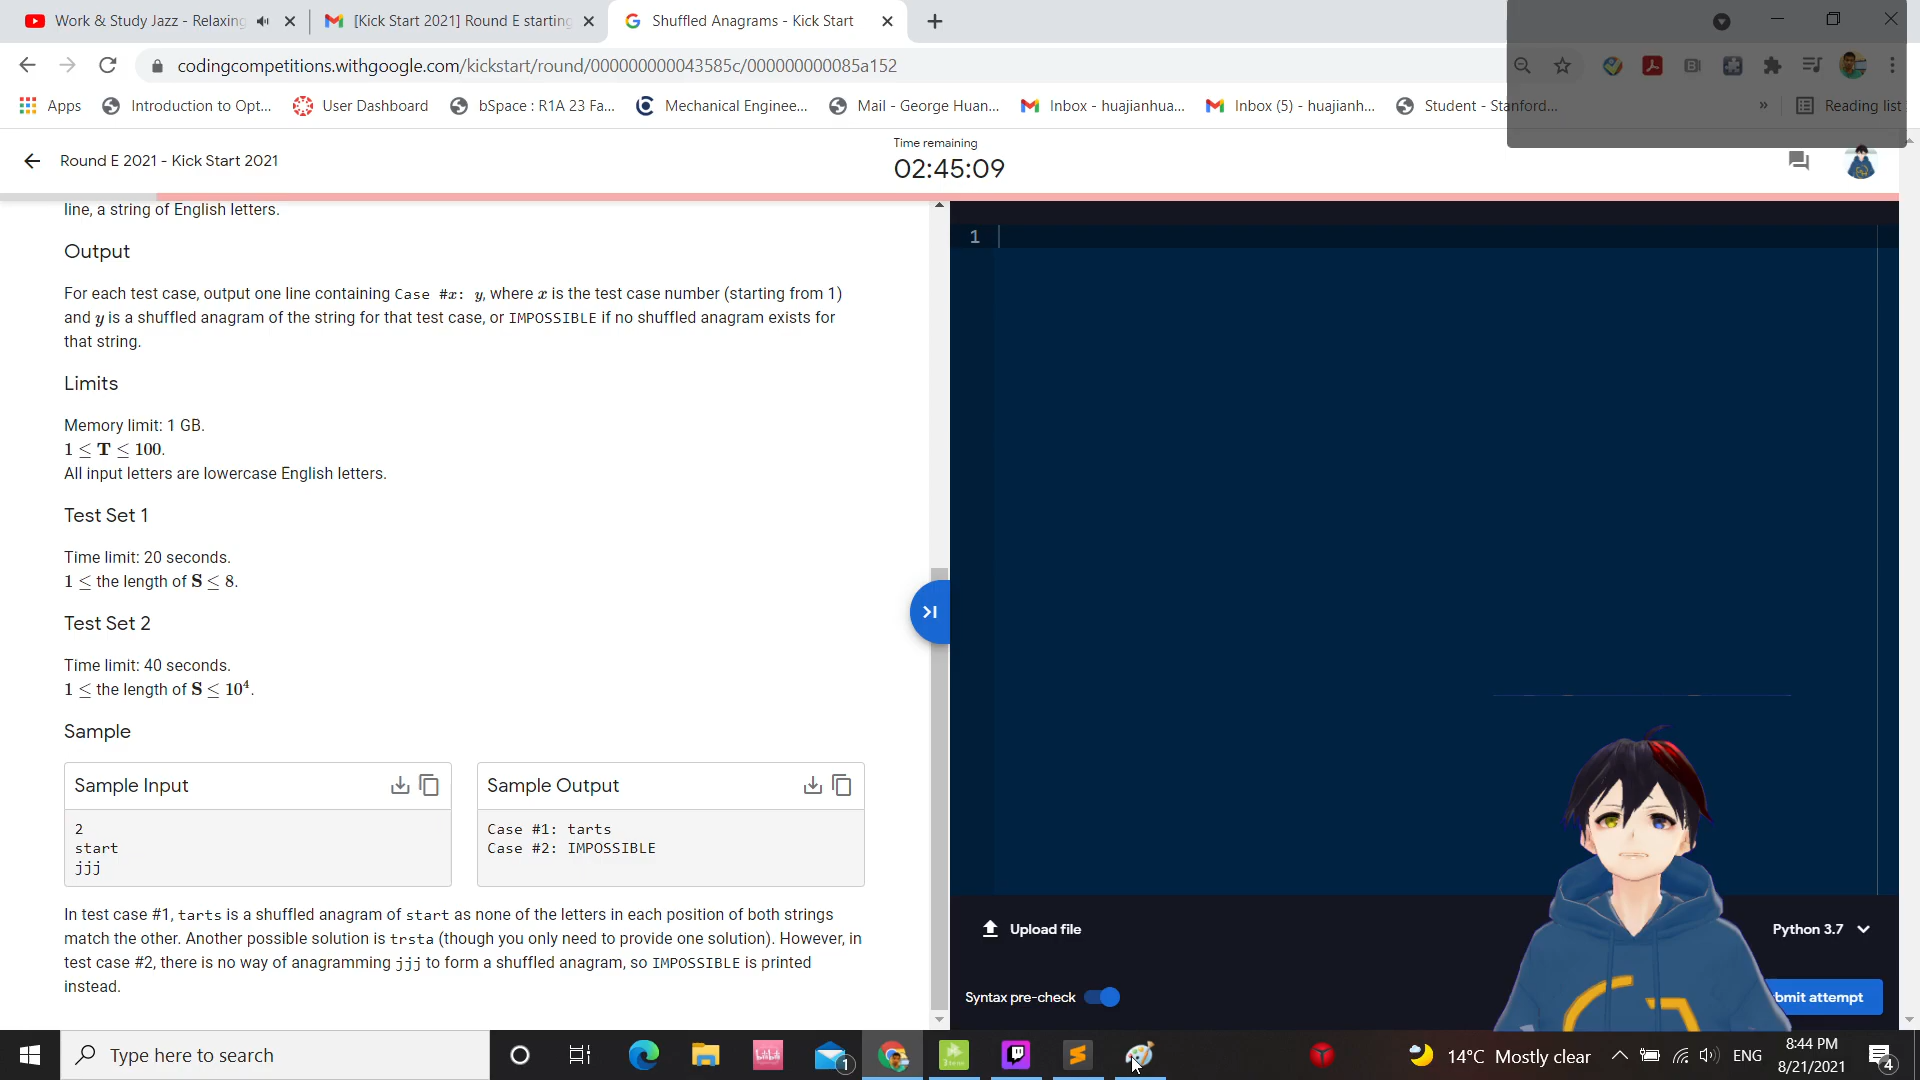 Work & Study Jazz - Relaxing
[Kick Start 2021] Round E starting
Shuffled Anagrams - Kick Start
codingcompetitions.withgoogle.com/kickstart/round/000000000043585c/000000000085a152
Apps
Introduction to Opt...
User Dashboard
bSpace : R1A 23 Fa...
Mechanical Enginee...
Mail - George Huan...
Inbox - huajianhua...
Inbox (5) - huajianh...
Student - Stanford...
»
Reading list
Round E 2021 - Kick Start 2021
Time remaining
02:45:09
line, a string of English letters.
Output
For each test case, output one line containing Case #x: y, where x is the test case number (starting from 1)
and y is a shuffled anagram of the string for that test case, or IMPOSSIBLE if no shuffled anagram exists for
that string.
Limits
Memory limit: 1 GB.
1 ≤ T ≤ 100.
All input letters are lowercase English letters.
Test Set 1
Time limit: 20 seconds.
1 ≤ the length of S ≤ 8.
Test Set 2
Time limit: 40 seconds.
1 ≤ the length of S ≤ 10⁴.
Sample
Sample Input
2
start
jjj
Sample Output
Case #1: tarts
Case #2: IMPOSSIBLE
In test case #1, tarts is a shuffled anagram of start as none of the letters in each position of both strings
match the other. Another possible solution is trsta (though you only need to provide one solution). However, in
test case #2, there is no way of anagramming jjj to form a shuffled anagram, so IMPOSSIBLE is printed
instead.
1
Upload file
Python 3.7
Syntax pre-check
bmit attempt
Type here to search
1
14°C Mostly clear
ENG
8:44 PM
8/21/2021
4